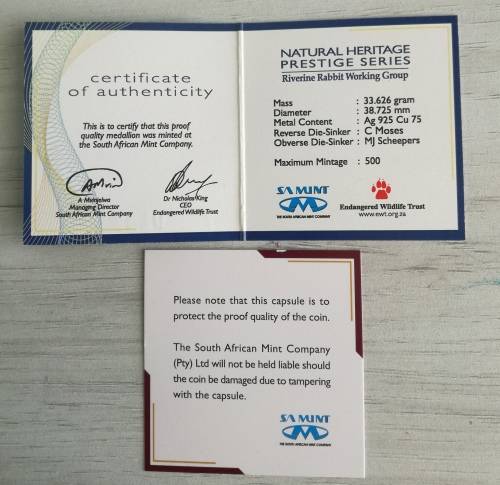 certificate
of authenticity
This is to certify that this proof
quality medallion was minted at
the South African Mint Company.
A Mvinjelwa
Managing Director
South African Mint Company
Dr Nicholas King
CEO
Endangered Wildlife Trust
NATURAL HERITAGE
PRESTIGE SERIES
Riverine Rabbit Working Group
Mass : 33.626 gram
Diameter : 38.725 mm
Metal Content : Ag 925 Cu 75
Reverse Die-Sinker : C Moses
Obverse Die-Sinker : MJ Scheepers
Maximum Mintage : 500
SA MINT
THE SOUTH AFRICAN MINT COMPANY
Endangered Wildlife Trust
www.ewt.org.za
Please note that this capsule is to
protect the proof quality of the coin.
The South African Mint Company
(Pty) Ltd will not be held liable should
the coin be damaged due to tampering
with the capsule.
SA MINT
THE SOUTH AFRICAN MINT COMPANY